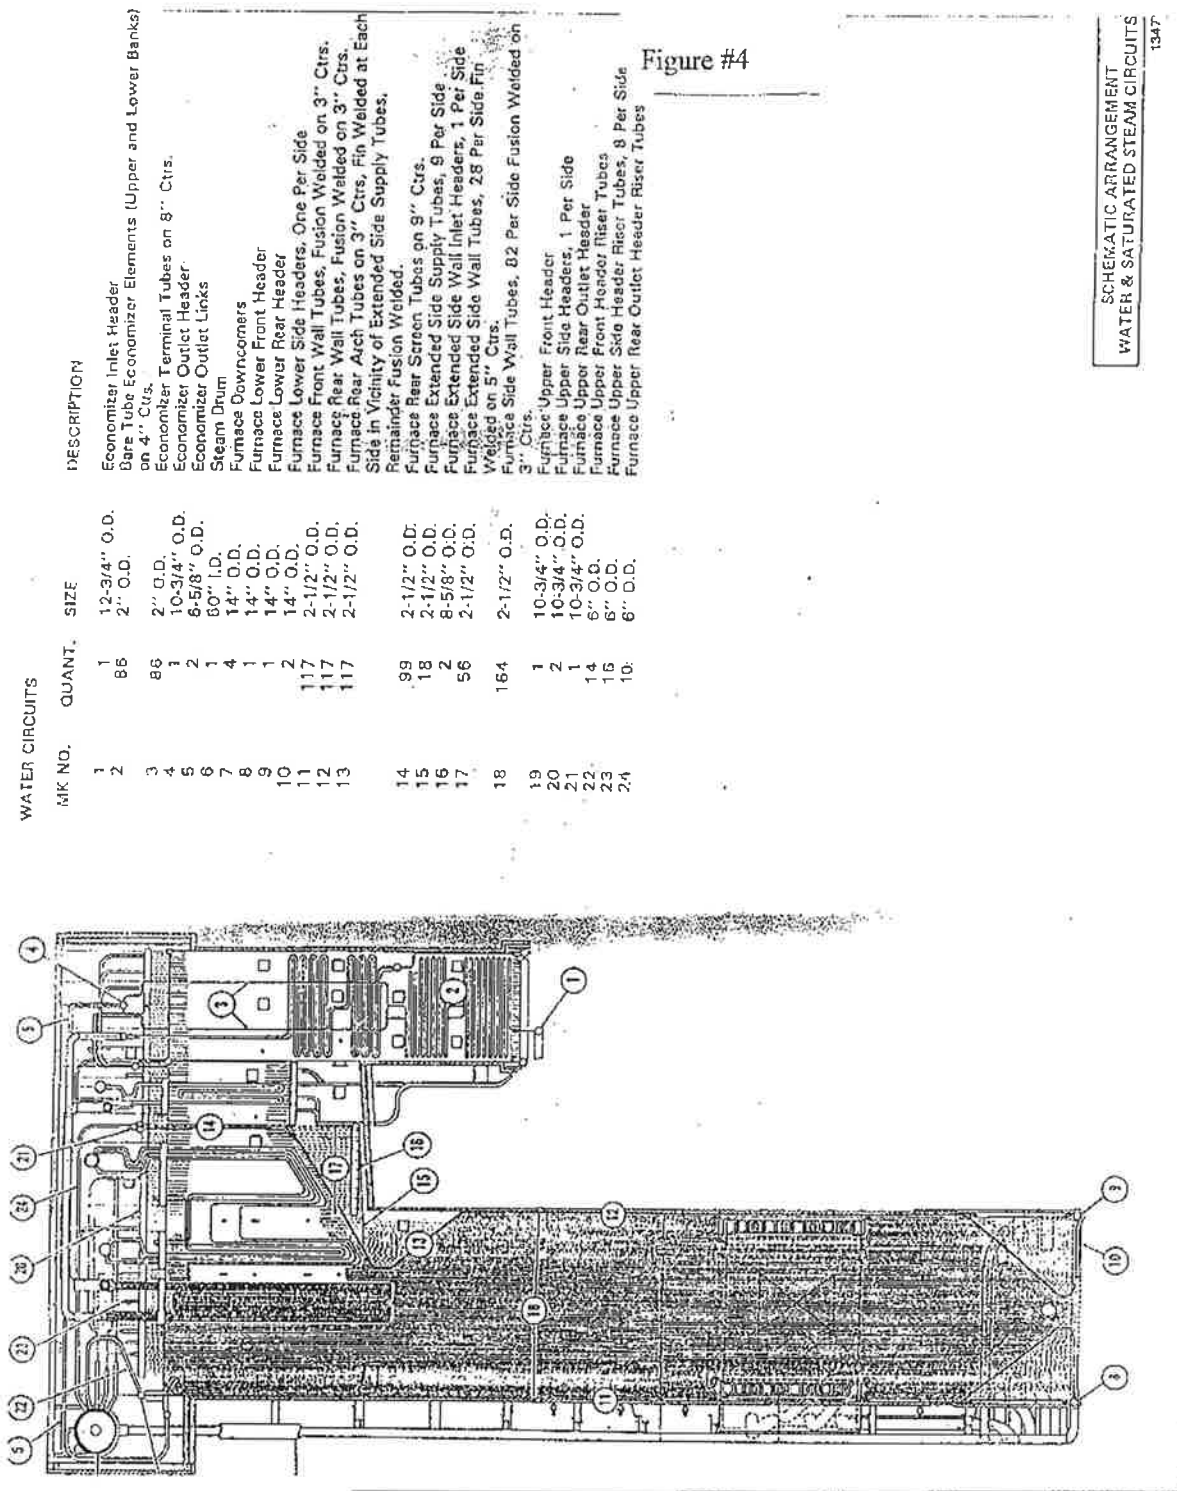 WATER CIRCUITS
MK NO. QUANT. SIZE DESCRIPTION
1 1 12-3/4" O.D. Economizer Inlet Header
2 86 2" O.D. Bare Tube Economizer Elements (Upper and Lower Banks)
on 4" Ctrs.
3 86 2" O.D. Economizer Terminal Tubes on 8" Ctrs.
4 1 10-3/4" O.D. Economizer Outlet Header
5 2 6-5/8" O.D. Economizer Outlet Links
6 1 60" I.D. Steam Drum
7 4 14" O.D. Furnace Downcomers
8 1 14" O.D. Furnace Lower Front Header
9 1 14" O.D. Furnace Lower Rear Header
10 2 14" O.D. Furnace Lower Side Headers, One Per Side
11 117 2-1/2" O.D. Furnace Front Wall Tubes, Fusion Welded on 3" Ctrs.
12 117 2-1/2" O.D. Furnace Rear Wall Tubes, Fusion Welded on 3" Ctrs.
13 117 2-1/2" O.D. Furnace Rear Arch Tubes on 3" Ctrs, Fin Welded at Each
Side in Vicinity of Extended Side Supply Tubes,
Remainder Fusion Welded.
14 99 2-1/2" O.D. Furnace Rear Screen Tubes on 9" Ctrs.
15 18 2-1/2" O.D. Furnace Extended Side Supply Tubes, 9 Per Side
16 2 8-5/8" O.D. Furnace Extended Side Wall Inlet Headers, 1 Per Side
17 56 2-1/2" O.D. Furnace Extended Side Wall Tubes, 28 Per Side Fin
Welded on 5" Ctrs.
18 164 2-1/2" O.D. Furnace Side Wall Tubes, 82 Per Side Fusion Welded on
3" Ctrs.
19 1 10-3/4" O.D. Furnace Upper Front Header
20 2 10-3/4" O.D. Furnace Upper Side Headers, 1 Per Side
21 1 10-3/4" O.D. Furnace Upper Rear Outlet Header
22 14 6" O.D. Furnace Upper Front Header Riser Tubes
23 16 6" O.D. Furnace Upper Side Header Riser Tubes, 8 Per Side
24 10 6" O.D. Furnace Upper Rear Outlet Header Riser Tubes
Figure #4
SCHEMATIC ARRANGEMENT
WATER & SATURATED STEAM CIRCUITS
1347
5
22
23
20
24
21
5
4
3
14
2
1
17
16
15
13
12
18
11
9
10
8